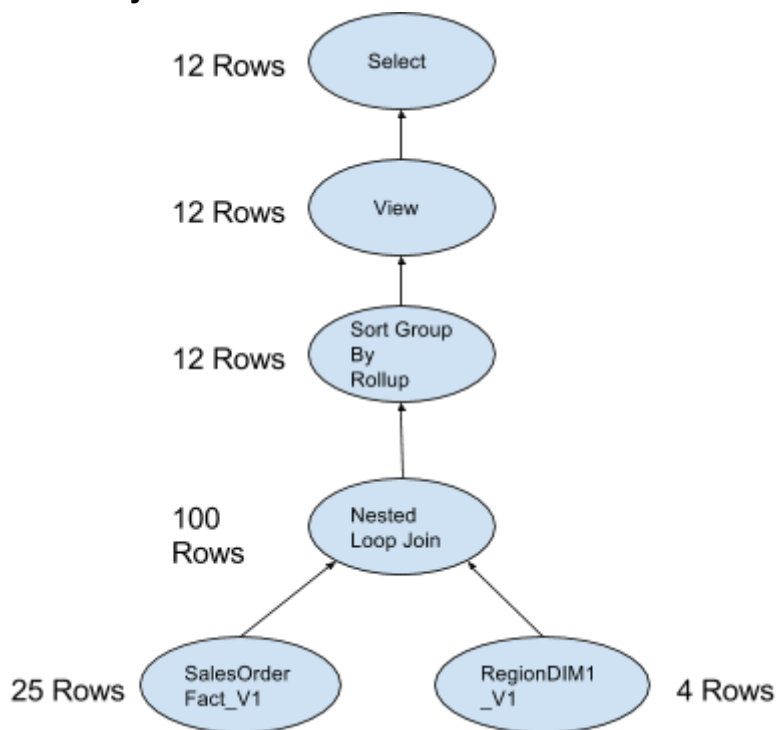 12 Rows
Select
12 Rows
View
12 Rows
Sort Group
By
Rollup
100
Rows
Nested
Loop Join
25 Rows
SalesOrder
Fact_V1
RegionDIM1
_V1
4 Rows